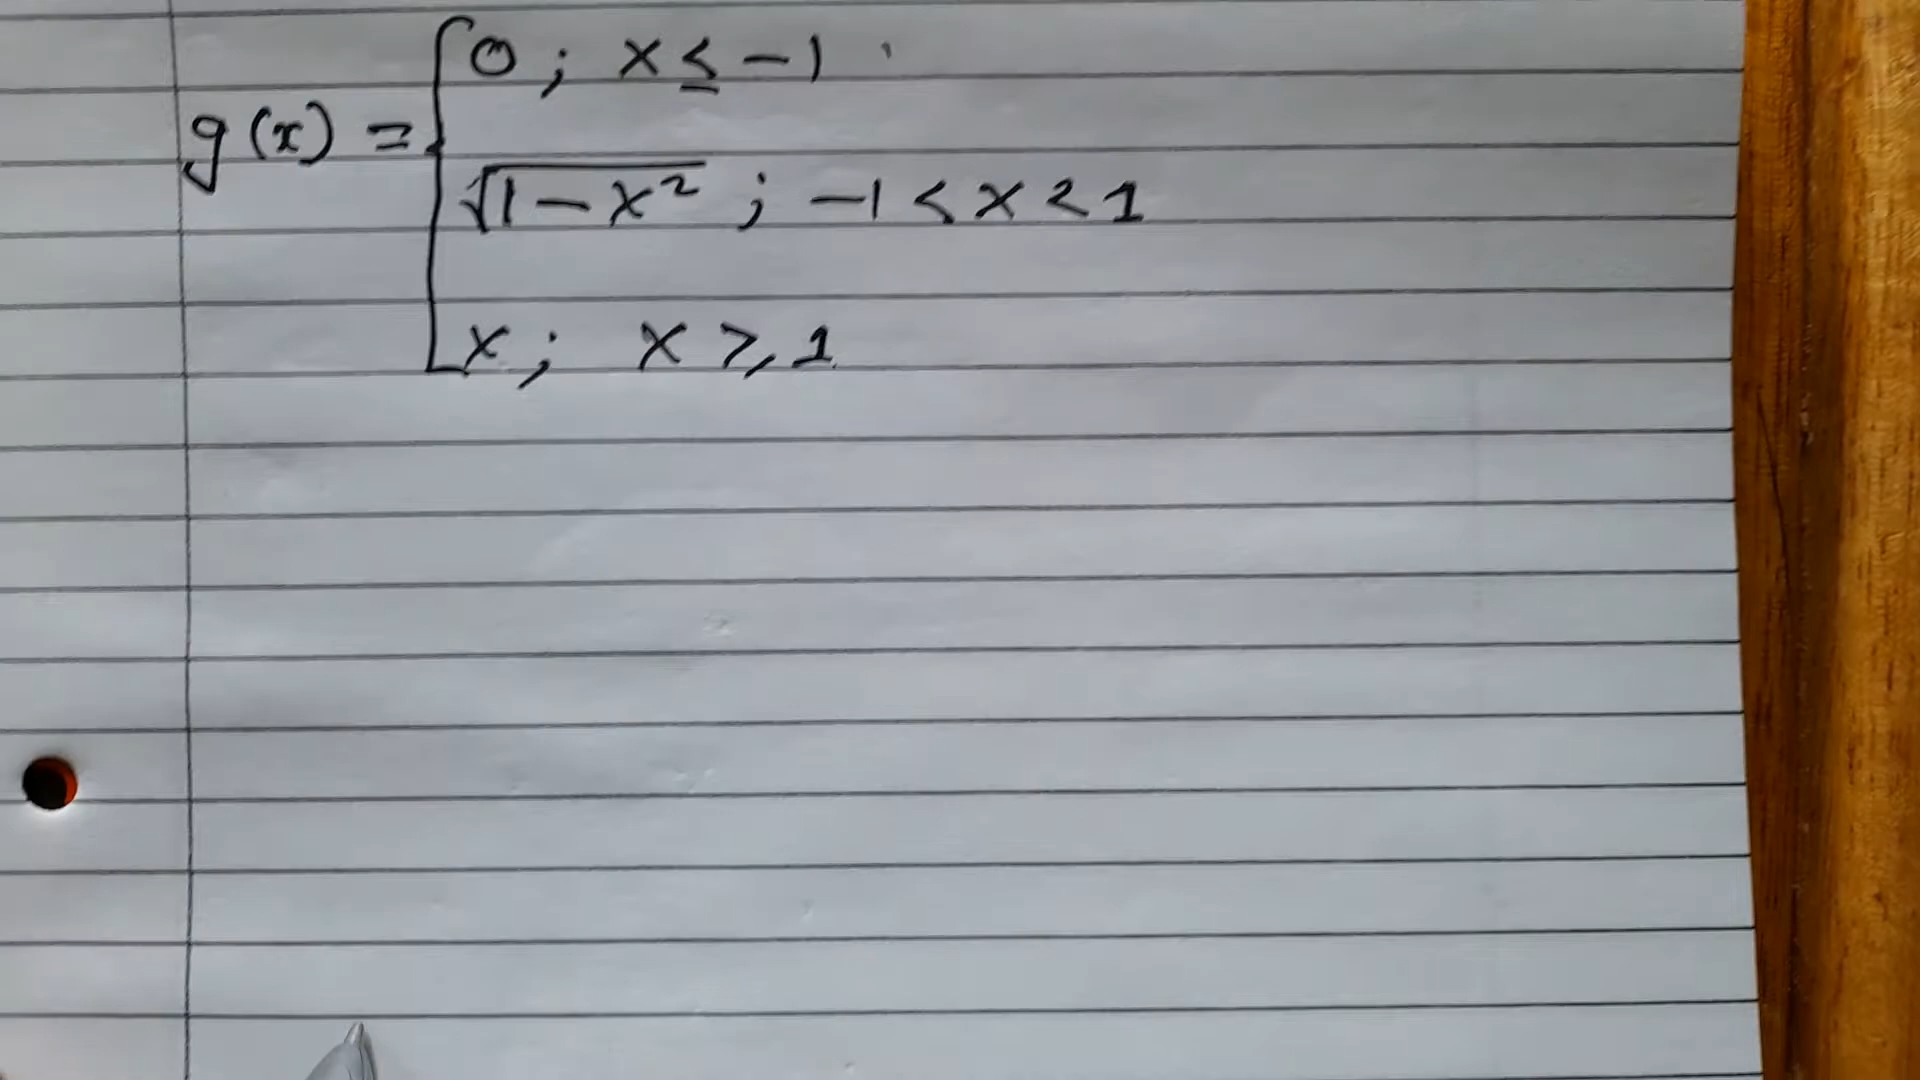 0 ; x ≤ -1
g(x) =
√1-x² ; -1 < x < 1
x ; x ⩾ 1